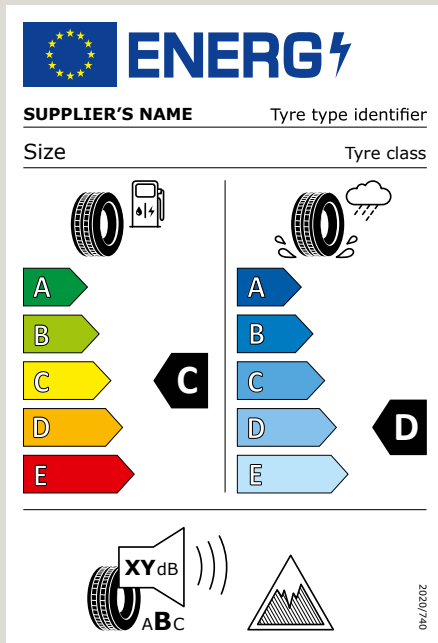 ENERG
SUPPLIER'S NAME Tyre type identifier
Size Tyre class
A
B
C
D
E
C
A
B
C
D
E
D
XYdB
ABC
2020/740